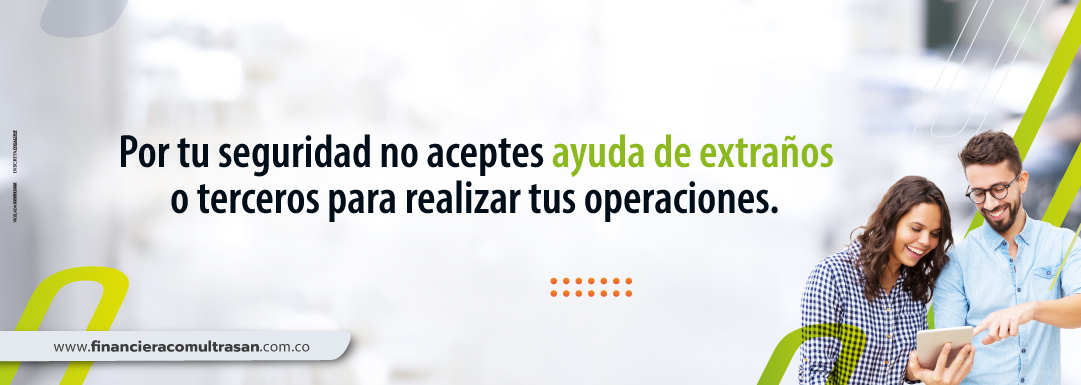 Por tu seguridad no aceptes ayuda de extraños
o terceros para realizar tus operaciones.
www.financieracomultrasan.com.co